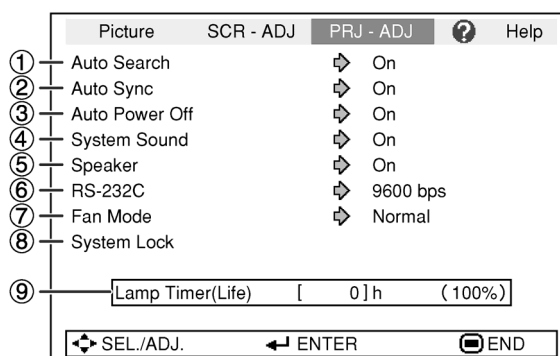 Picture SCR - ADJ PRJ - ADJ ? Help
① Auto Search On
② Auto Sync On
③ Auto Power Off On
④ System Sound On
⑤ Speaker On
⑥ RS-232C 9600 bps
⑦ Fan Mode Normal
⑧ System Lock
⑨ Lamp Timer(Life) [ 0] h (100%)
SEL./ADJ. ENTER END